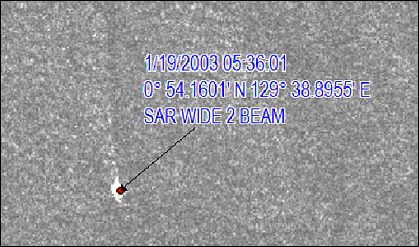 1/19/2003 05:36:01
0° 54.1601' N 129° 38.8955' E
SAR WIDE 2 BEAM